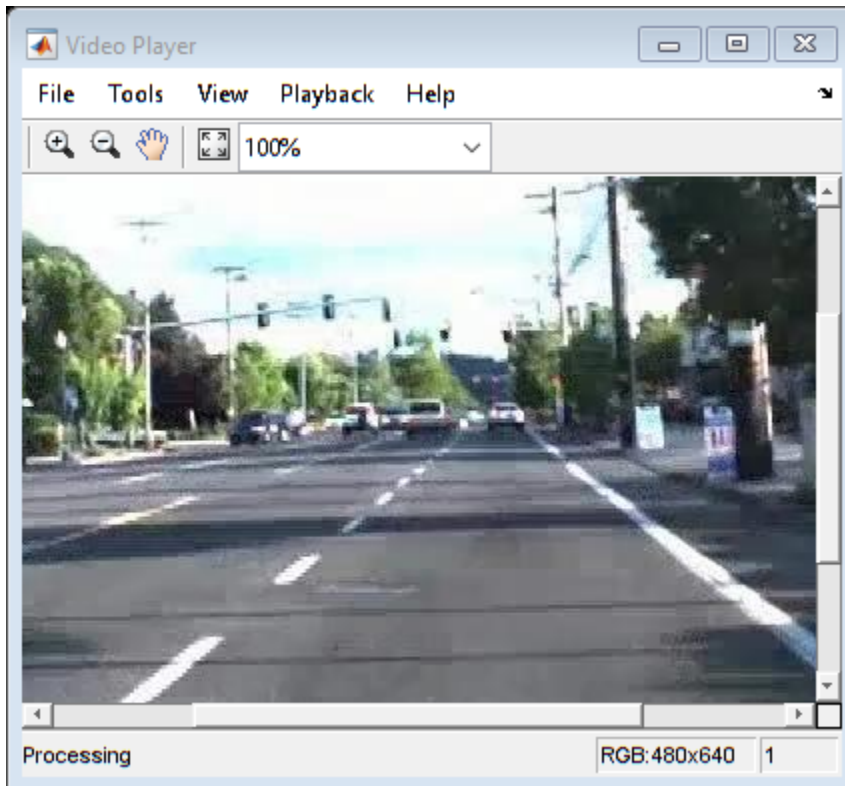 Video Player
File Tools View Playback Help
100%
Processing
RGB:480x640
1